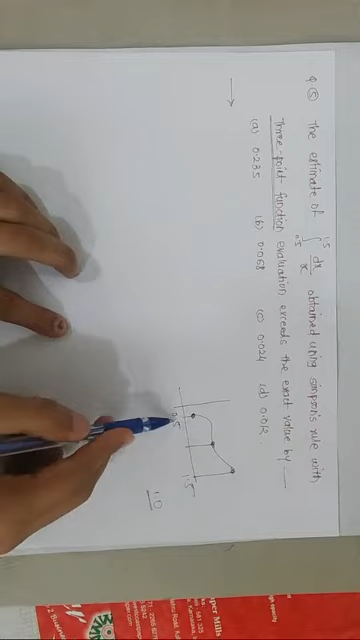 Q ⑤ The estimate of ∫ 0.5 1.5 dx/x obtained using simpson's rule with
Three-point function evaluation exceeds the exact value by ___
(a) 0.235 (b) 0.068 (c) 0.024 (d) 0.012.
→
0.5
1.5
1.0
per Mills